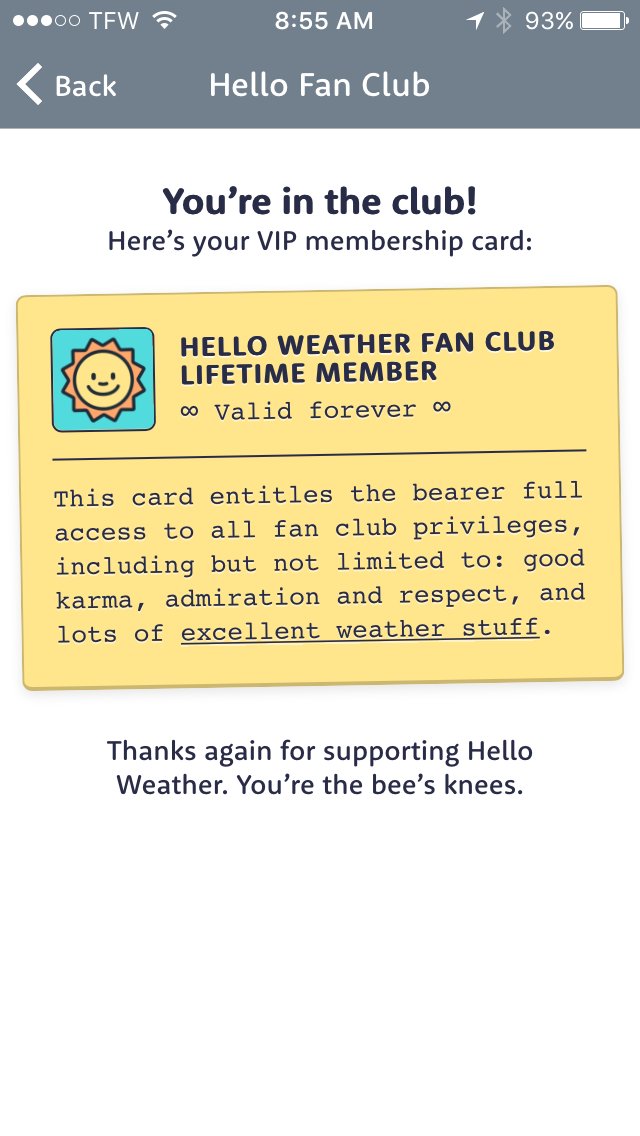 TFW 8:55 AM 93%
Back Hello Fan Club
You’re in the club!
Here’s your VIP membership card:
HELLO WEATHER FAN CLUB
LIFETIME MEMBER
∞ Valid forever ∞
This card entitles the bearer full
access to all fan club privileges,
including but not limited to: good
karma, admiration and respect, and
lots of excellent weather stuff.
Thanks again for supporting Hello
Weather. You’re the bee’s knees.